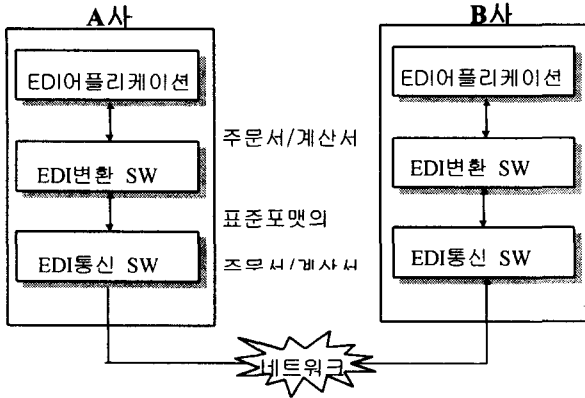 A사
EDI어플리케이션
EDI변환 SW
EDI통신 SW
주문서/계산서
표준포맷의
주문서/계산서
B사
EDI어플리케이션
EDI변환 SW
EDI통신 SW
네트워크